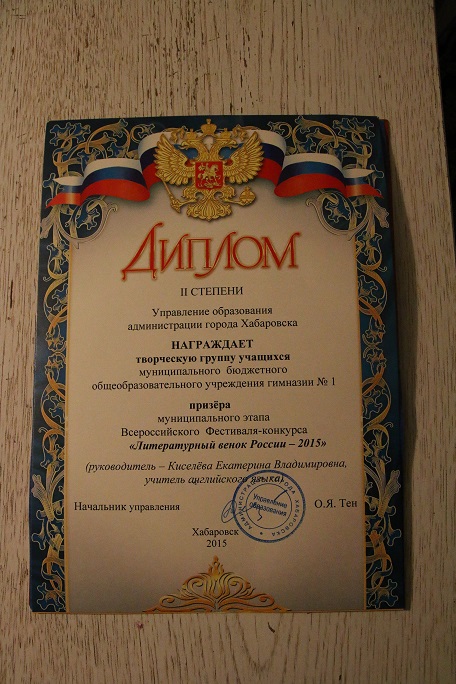 ДИПЛОМ
II СТЕПЕНИ
Управление образования
администрации города Хабаровска
НАГРАЖДАЕТ
творческую группу учащихся
муниципального бюджетного
общеобразовательного учреждения гимназии № 1
призёра
муниципального этапа
Всероссийского Фестиваля-конкурса
«Литературный венок России – 2015»
(руководитель – Киселёва Екатерина Владимировна,
учитель английского языка)
Начальник управления О.Я. Тен
Управление
образования
Хабаровск
2015